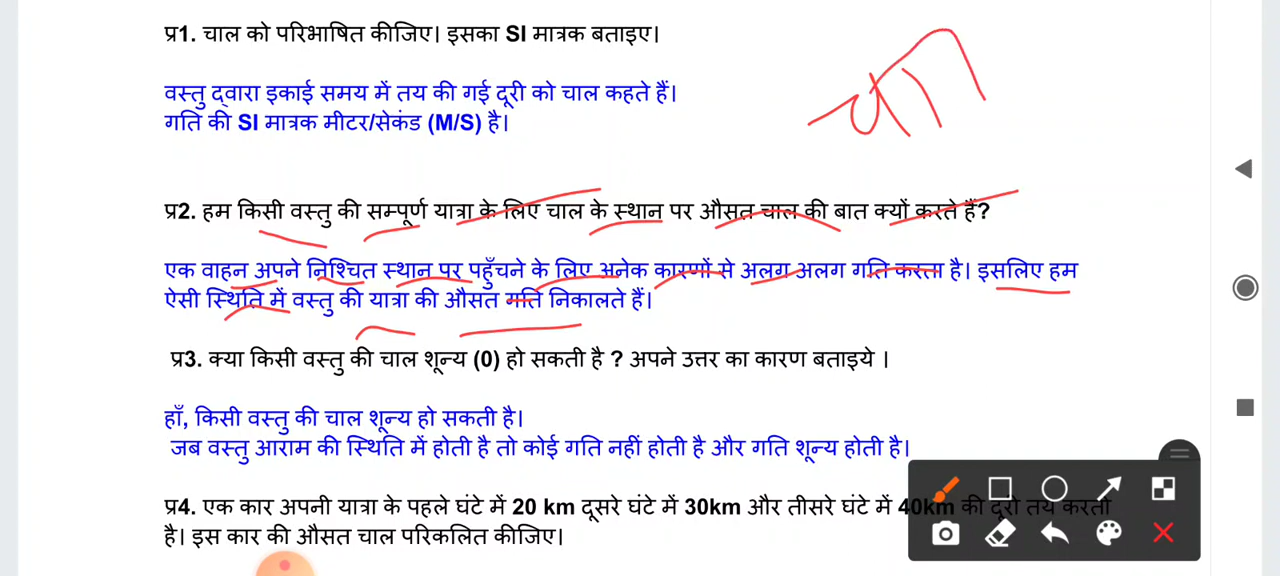 प्र1. चाल को परिभाषित कीजिए। इसका SI मात्रक बताइए।
वस्तु द्वारा इकाई समय में तय की गई दूरी को चाल कहते हैं।
गति की SI मात्रक मीटर/सेकंड (M/S) है।
प्र2. हम किसी वस्तु की सम्पूर्ण यात्रा के लिए चाल के स्थान पर औसत चाल की बात क्यों करते हैं?
एक वाहन अपने निश्चित स्थान पर पहुँचने के लिए अनेक कारणों से अलग अलग गति करता है। इसलिए हम
ऐसी स्थिति में वस्तु की यात्रा की औसत गति निकालते हैं।
प्र3. क्या किसी वस्तु की चाल शून्य (0) हो सकती है ? अपने उत्तर का कारण बताइये ।
हाँ, किसी वस्तु की चाल शून्य हो सकती है।
जब वस्तु आराम की स्थिति में होती है तो कोई गति नहीं होती है और गति शून्य होती है।
प्र4. एक कार अपनी यात्रा के पहले घंटे में 20 km दूसरे घंटे में 30km और तीसरे घंटे में 40km की दूरी तय करती
है। इस कार की औसत चाल परिकलित कीजिए।